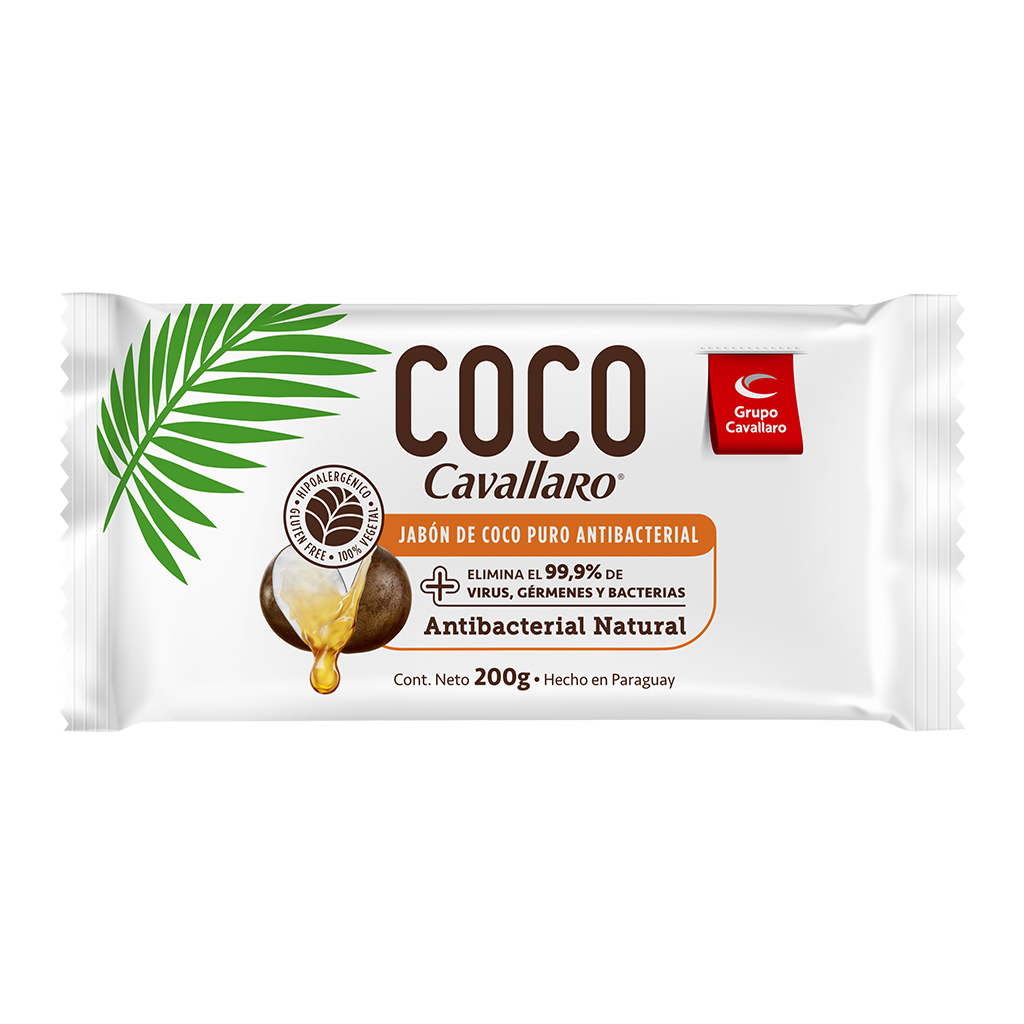 COCO
Cavallaro®
Grupo
Cavallaro
HIPOALERGÉNICO • GLUTEN FREE • 100% VEGETAL •
JABÓN DE COCO PURO ANTIBACTERIAL
ELIMINA EL 99,9% DE
VIRUS, GÉRMENES Y BACTERIAS
Antibacterial Natural
Cont. Neto 200g • Hecho en Paraguay